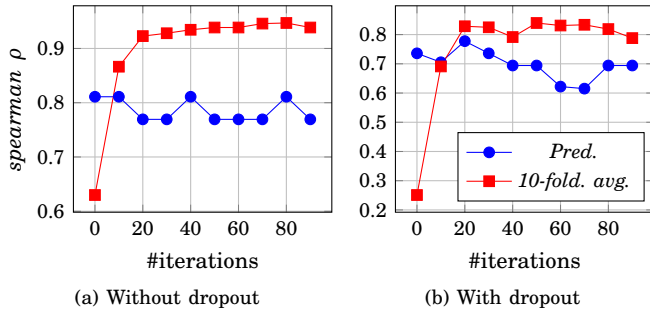 spearman ρ
0.9
0.8
0.7
0.6
0 20 40 60 80
#iterations
(a) Without dropout
0.8
0.7
0.6
0.5
0.4
0.3
0.2
Pred.
10-fold. avg.
0 20 40 60 80
#iterations
(b) With dropout